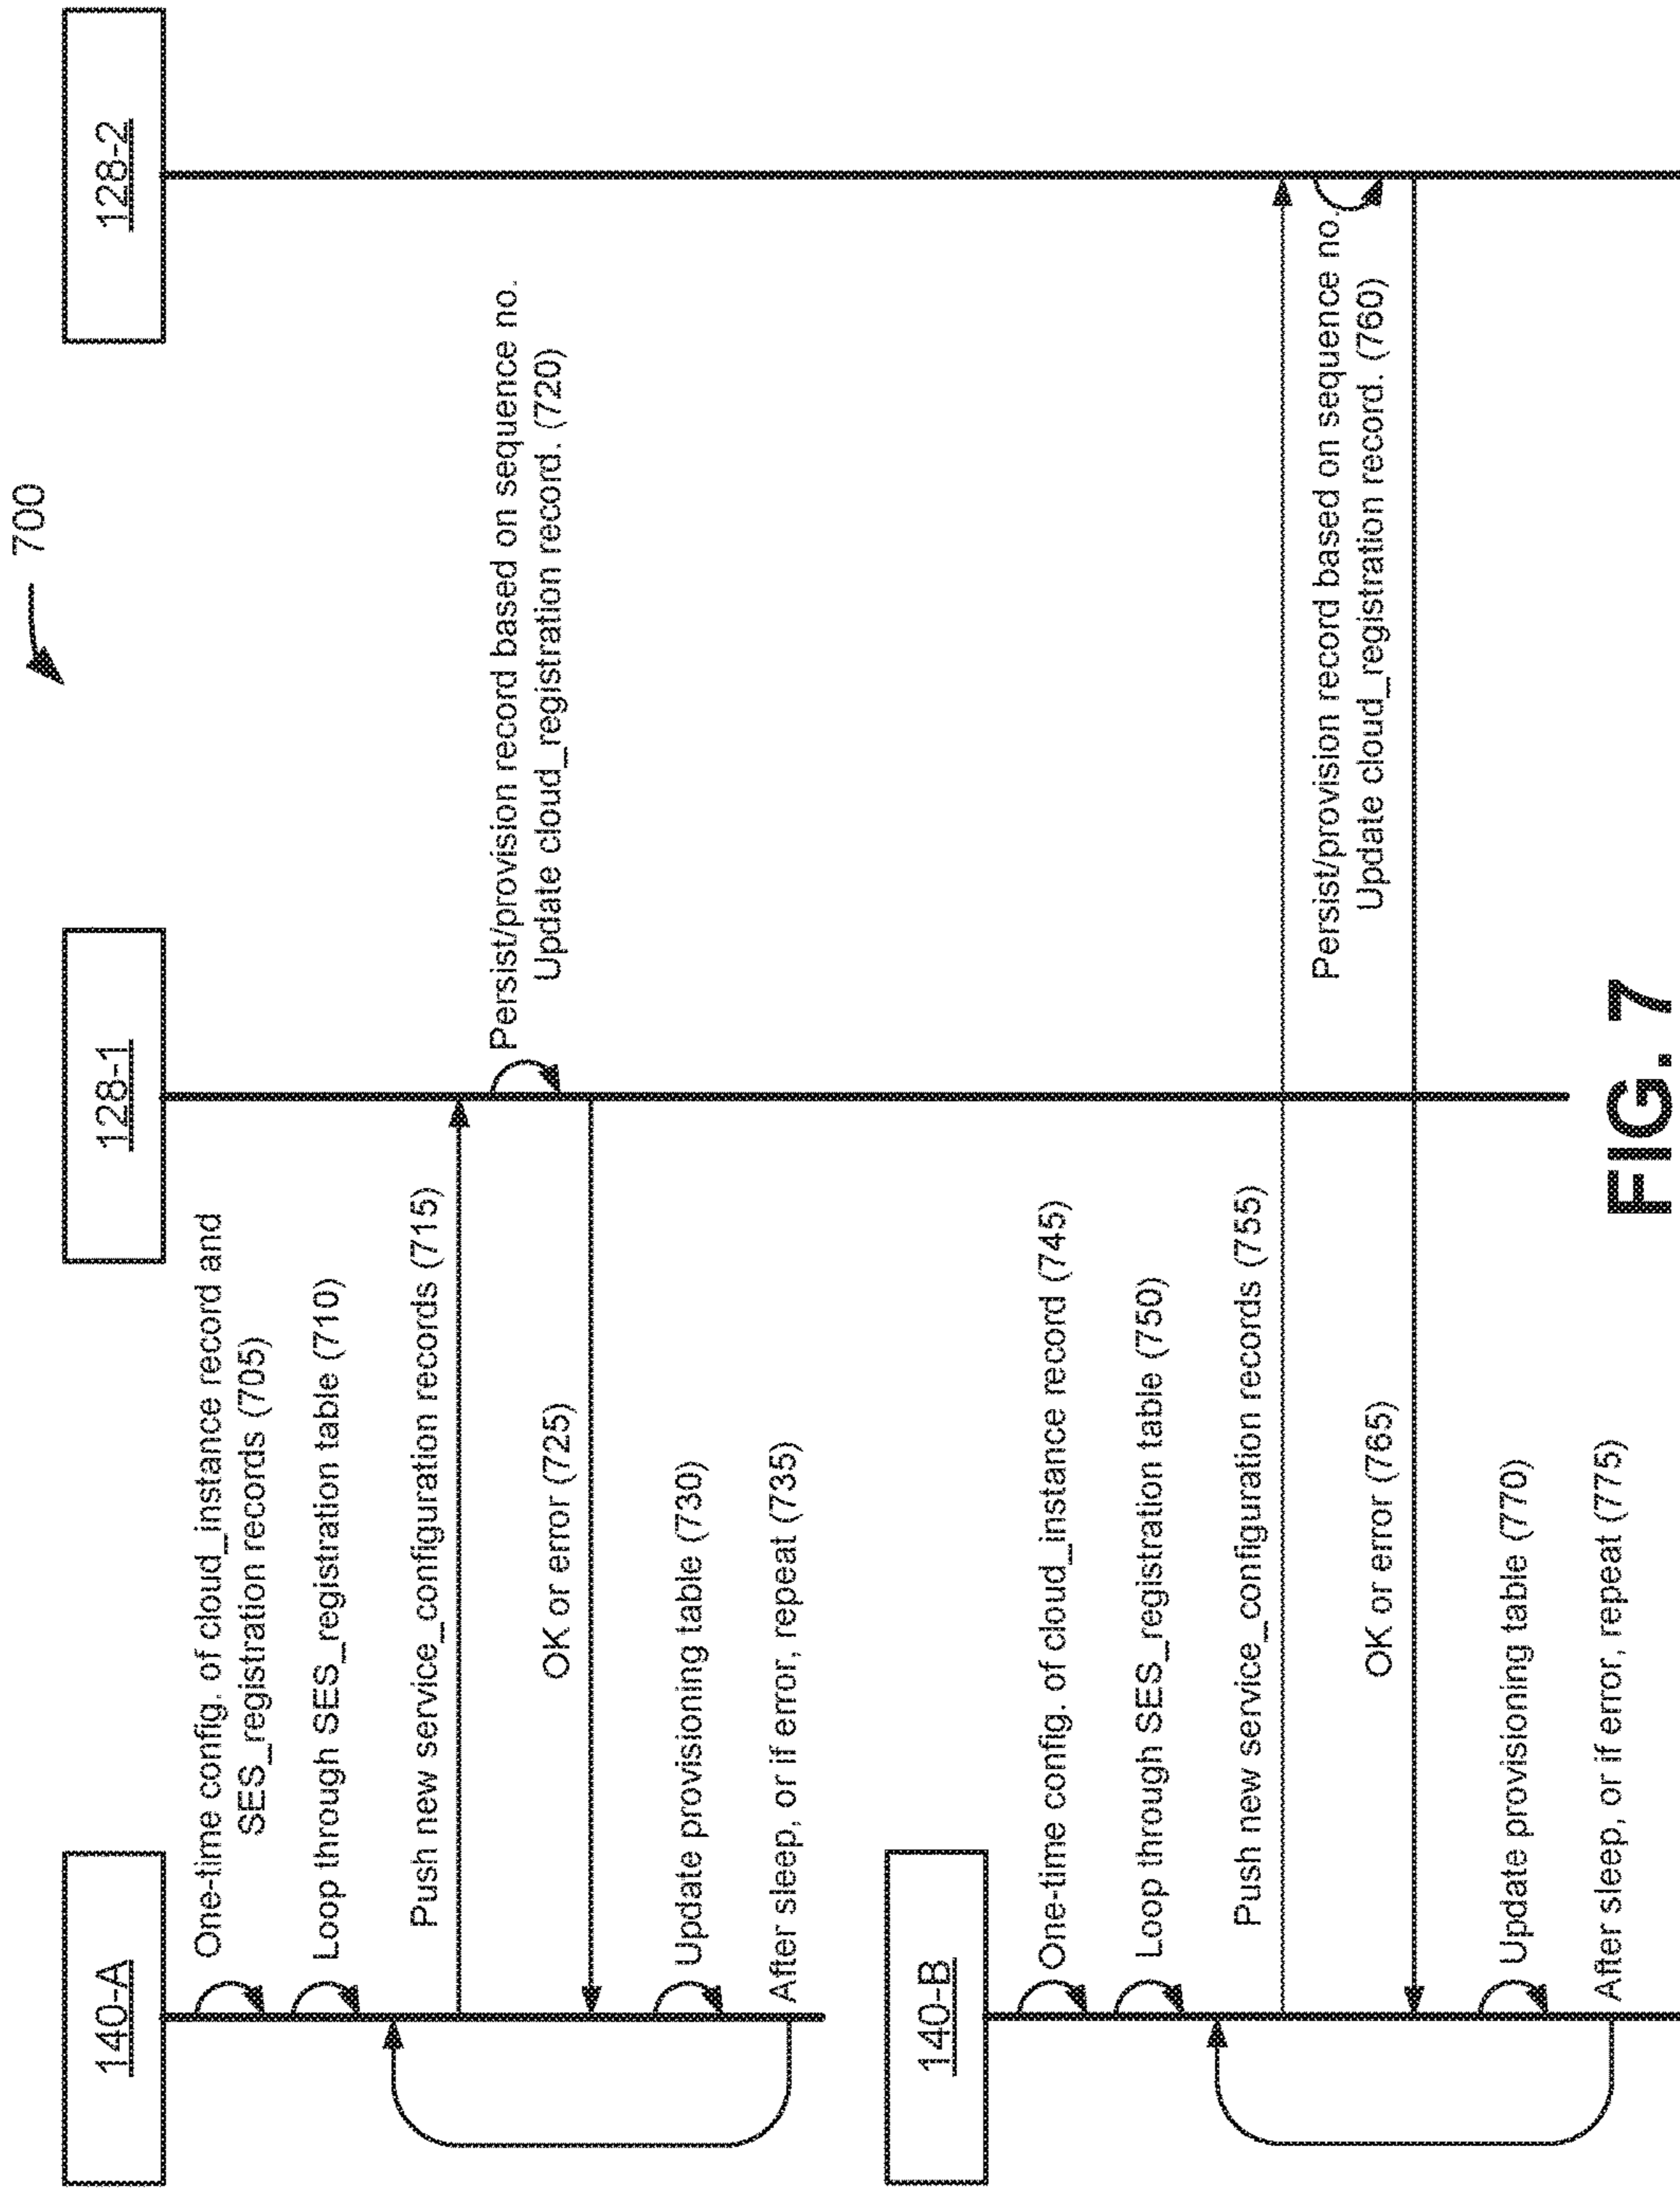 700
140-A
128-1
128-2
One-time config. of cloud_instance record and
SES_registration records (705)
Loop through SES_registration table (710)
Push new service_configuration records (715)
Persist/provision record based on sequence no.
Update cloud_registration record. (720)
OK or error (725)
Update provisioning table (730)
After sleep, or if error, repeat (735)
140-B
One-time config. of cloud_instance record (745)
Loop through SES_registration table (750)
Push new service_configuration records (755)
Persist/provision record based on sequence no.
Update cloud_registration record. (760)
OK or error (765)
Update provisioning table (770)
After sleep, or if error, repeat (775)
FIG. 7